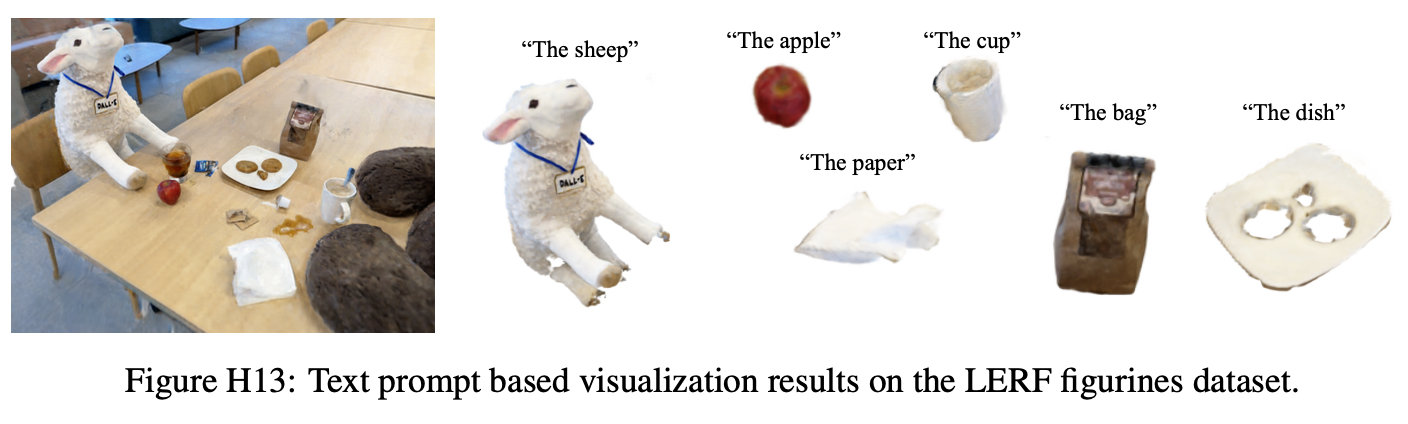 “The sheep”
“The apple”
“The cup”
“The bag”
“The dish”
“The paper”
DALL-E
DALL-E
Figure H13: Text prompt based visualization results on the LERF figurines dataset.